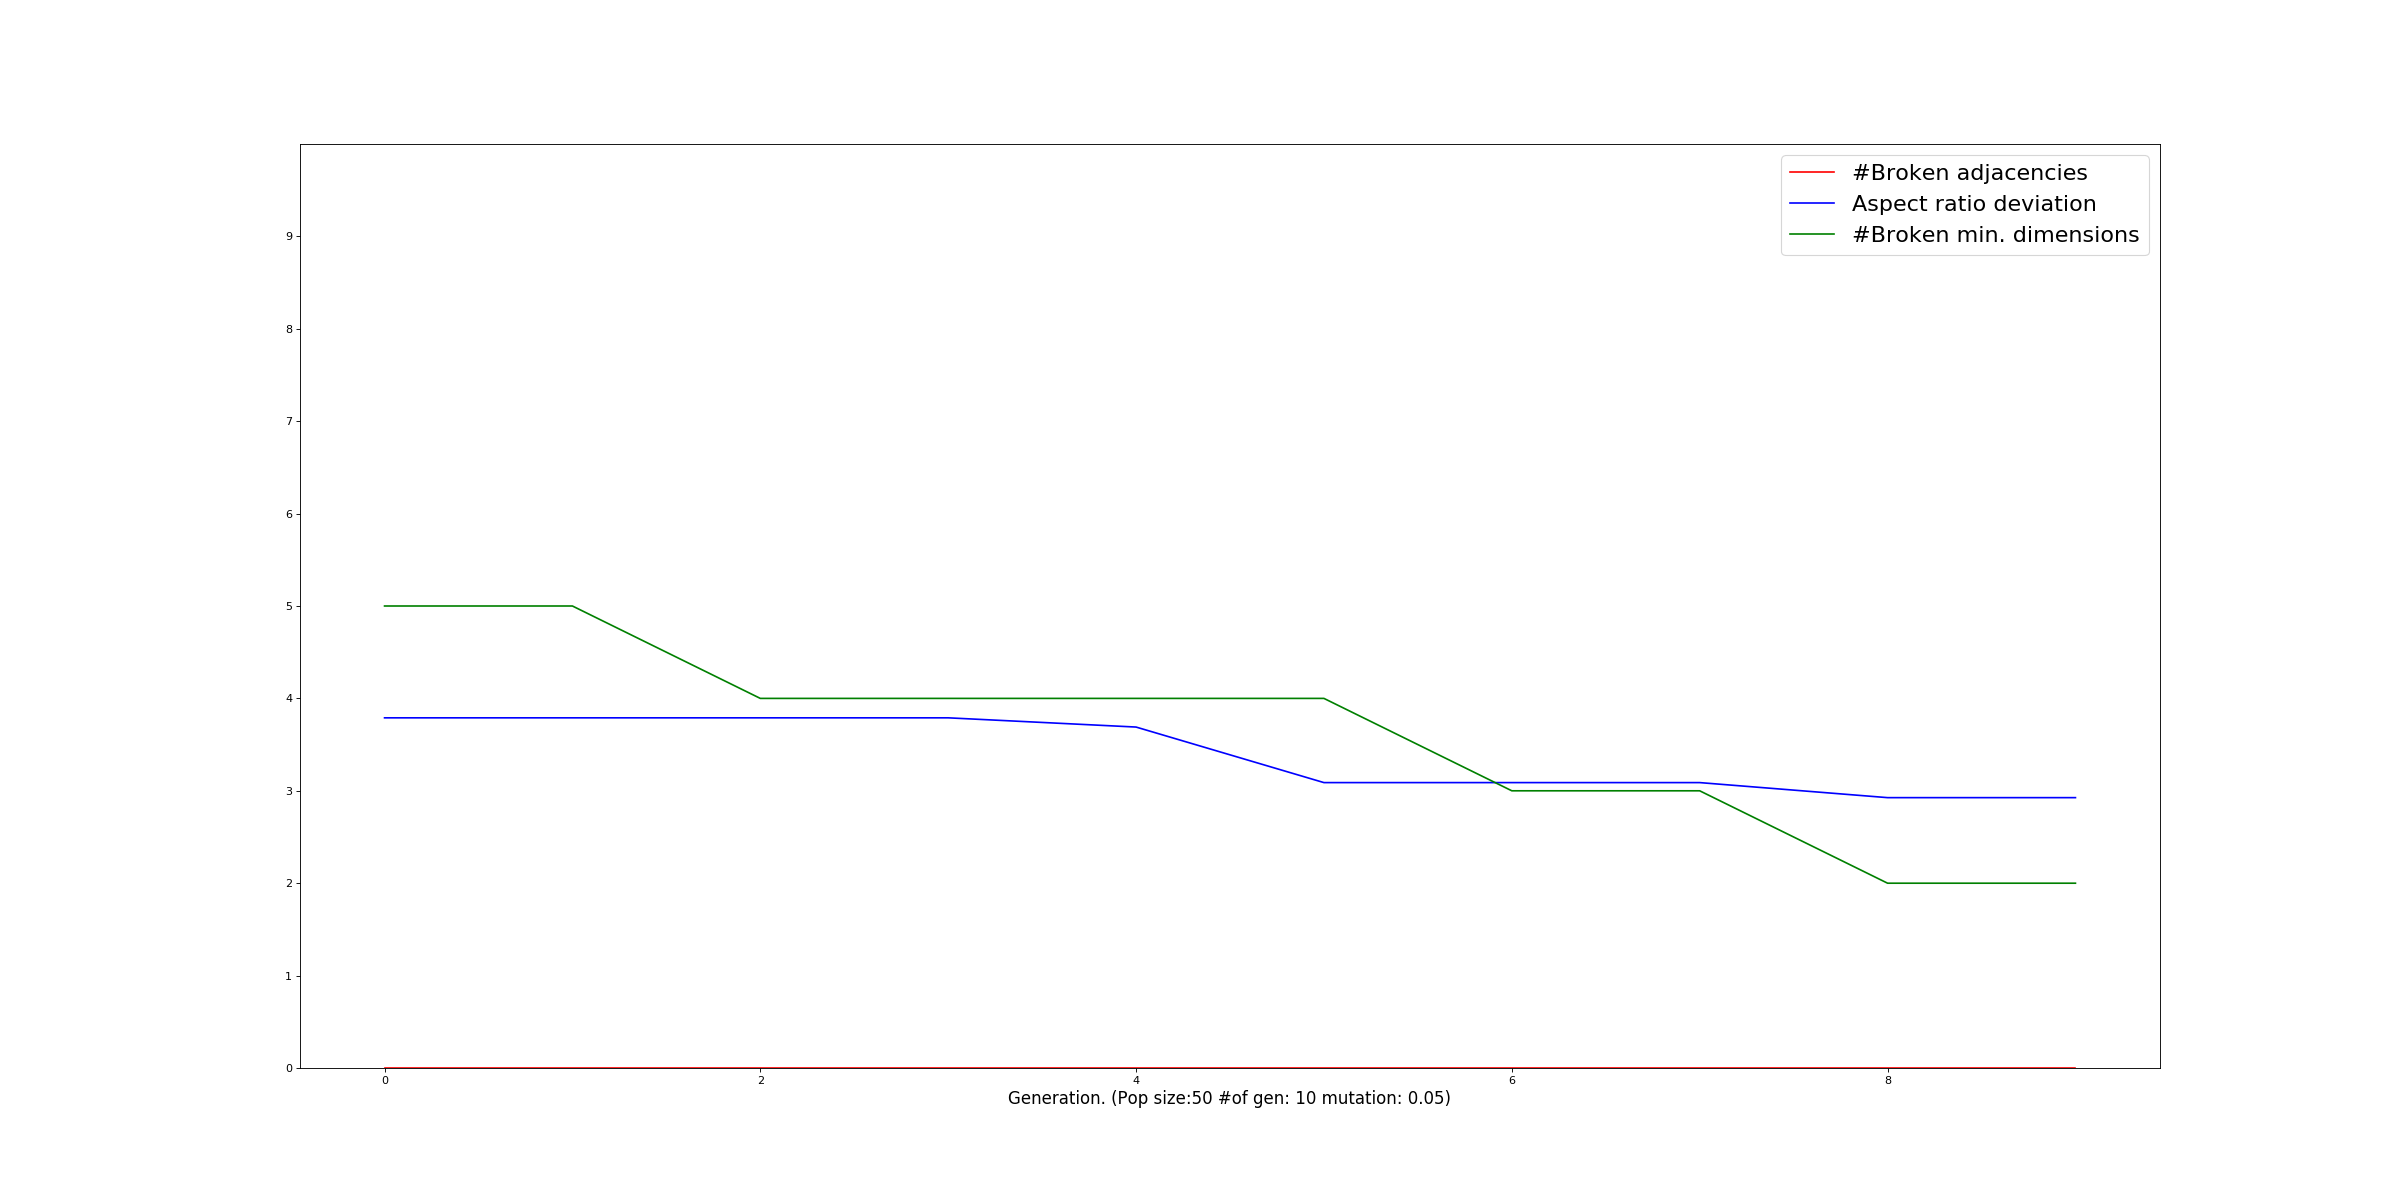 #Broken adjacencies
Aspect ratio deviation
#Broken min. dimensions
9
8
7
6
5
4
3
2
1
0
0 2 4 6 8
Generation. (Pop size:50 #of gen: 10 mutation: 0.05)